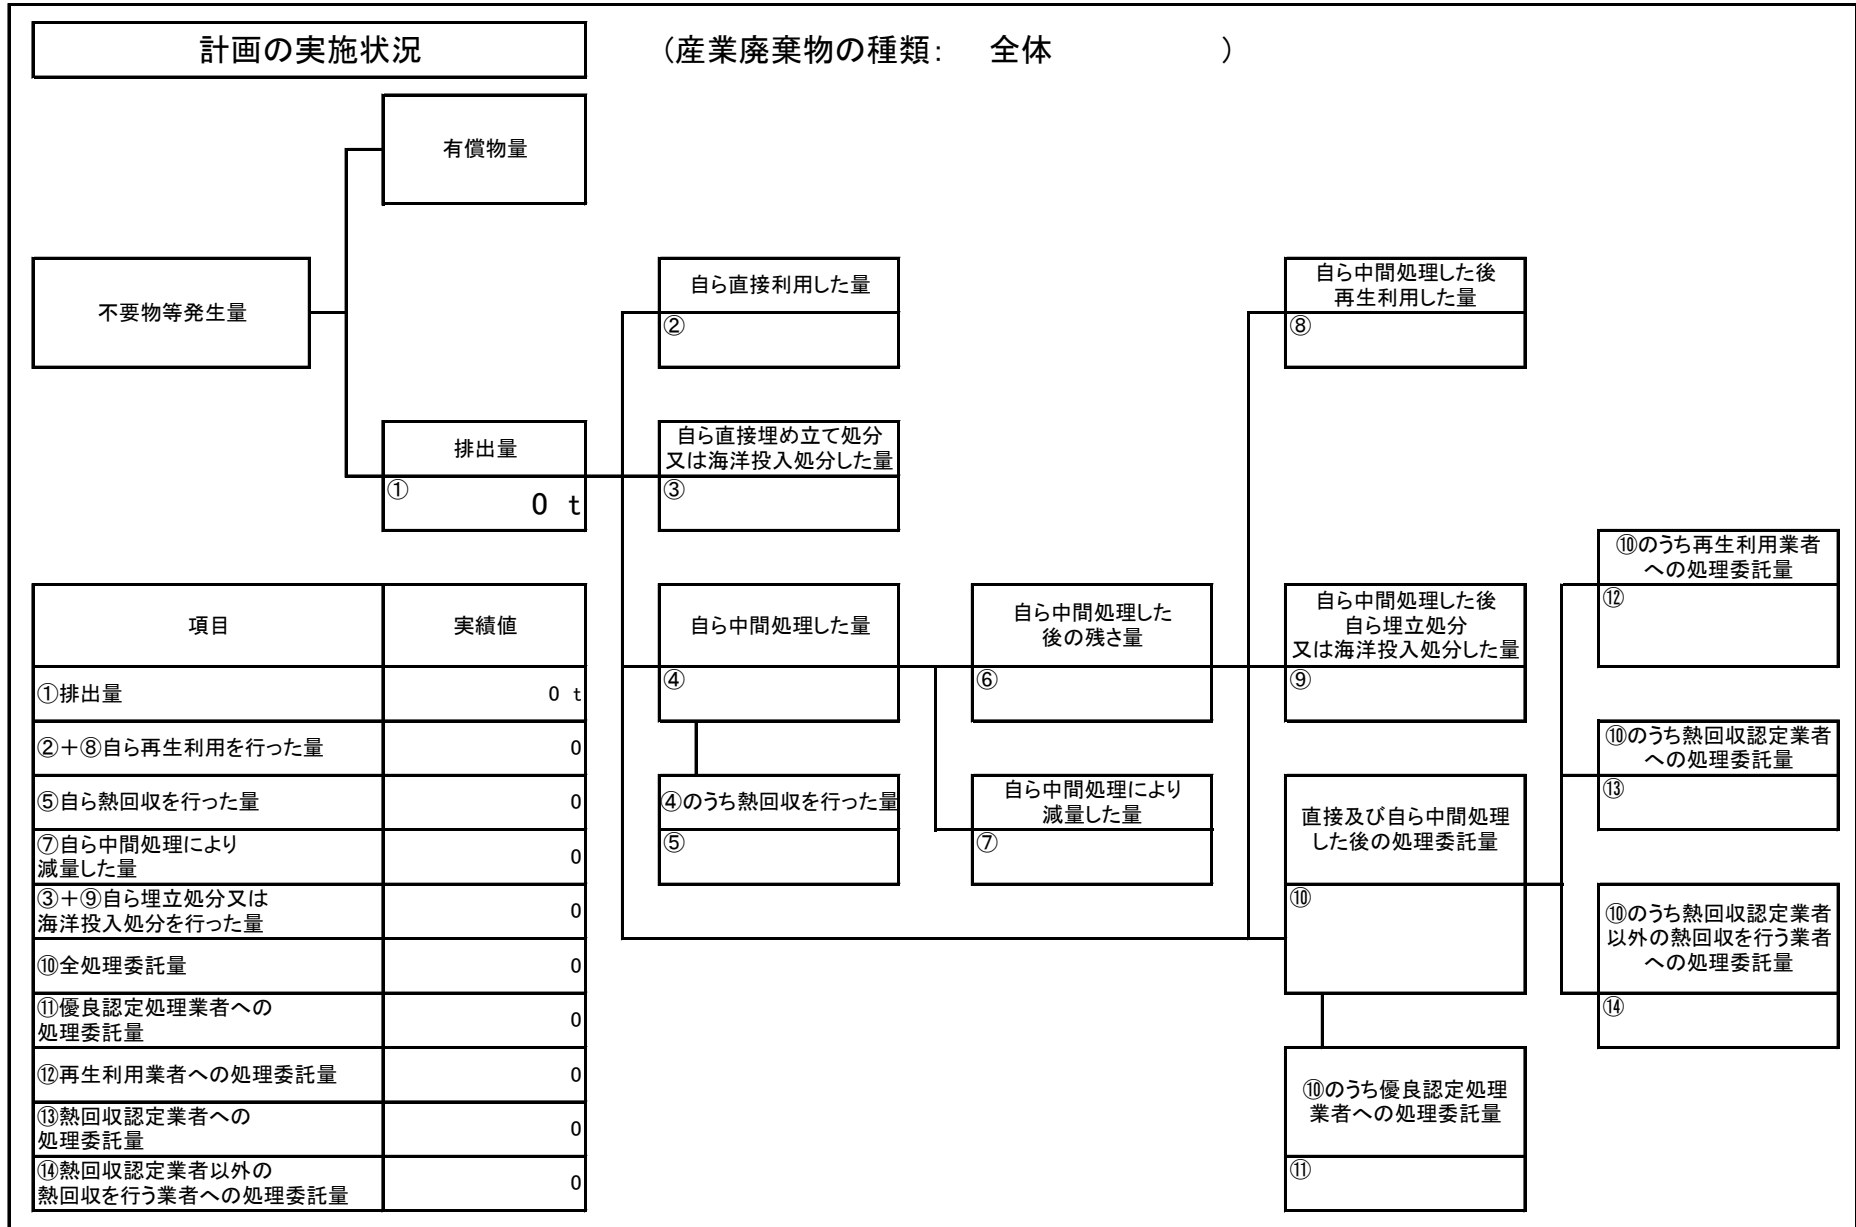 計画の実施状況
（産業廃棄物の種類： 全体 ）
有償物量
不要物等発生量
自ら直接利用した量
②
自ら中間処理した後
再生利用した量
⑧
排出量
① 0 t
自ら直接埋め立て処分
又は海洋投入処分した量
③
⑩のうち再生利用業者
への処理委託量
⑫
自ら中間処理した量
④
自ら中間処理した
後の残さ量
⑥
自ら中間処理した後
自ら埋立処分
又は海洋投入処分した量
⑨
⑩のうち熱回収認定業者
への処理委託量
⑬
④のうち熱回収を行った量
⑤
自ら中間処理により
減量した量
⑦
直接及び自ら中間処理
した後の処理委託量
⑩
⑩のうち熱回収認定業者
以外の熱回収を行う業者
への処理委託量
⑭
⑩のうち優良認定処理
業者への処理委託量
⑪
項目 実績値
①排出量 0 t
②＋⑧自ら再生利用を行った量 0
⑤自ら熱回収を行った量 0
⑦自ら中間処理により
減量した量 0
③＋⑨自ら埋立処分又は
海洋投入処分を行った量 0
⑩全処理委託量 0
⑪優良認定処理業者への
処理委託量 0
⑫再生利用業者への処理委託量 0
⑬熱回収認定業者への
処理委託量 0
⑭熱回収認定業者以外の
熱回収を行う業者への処理委託量 0